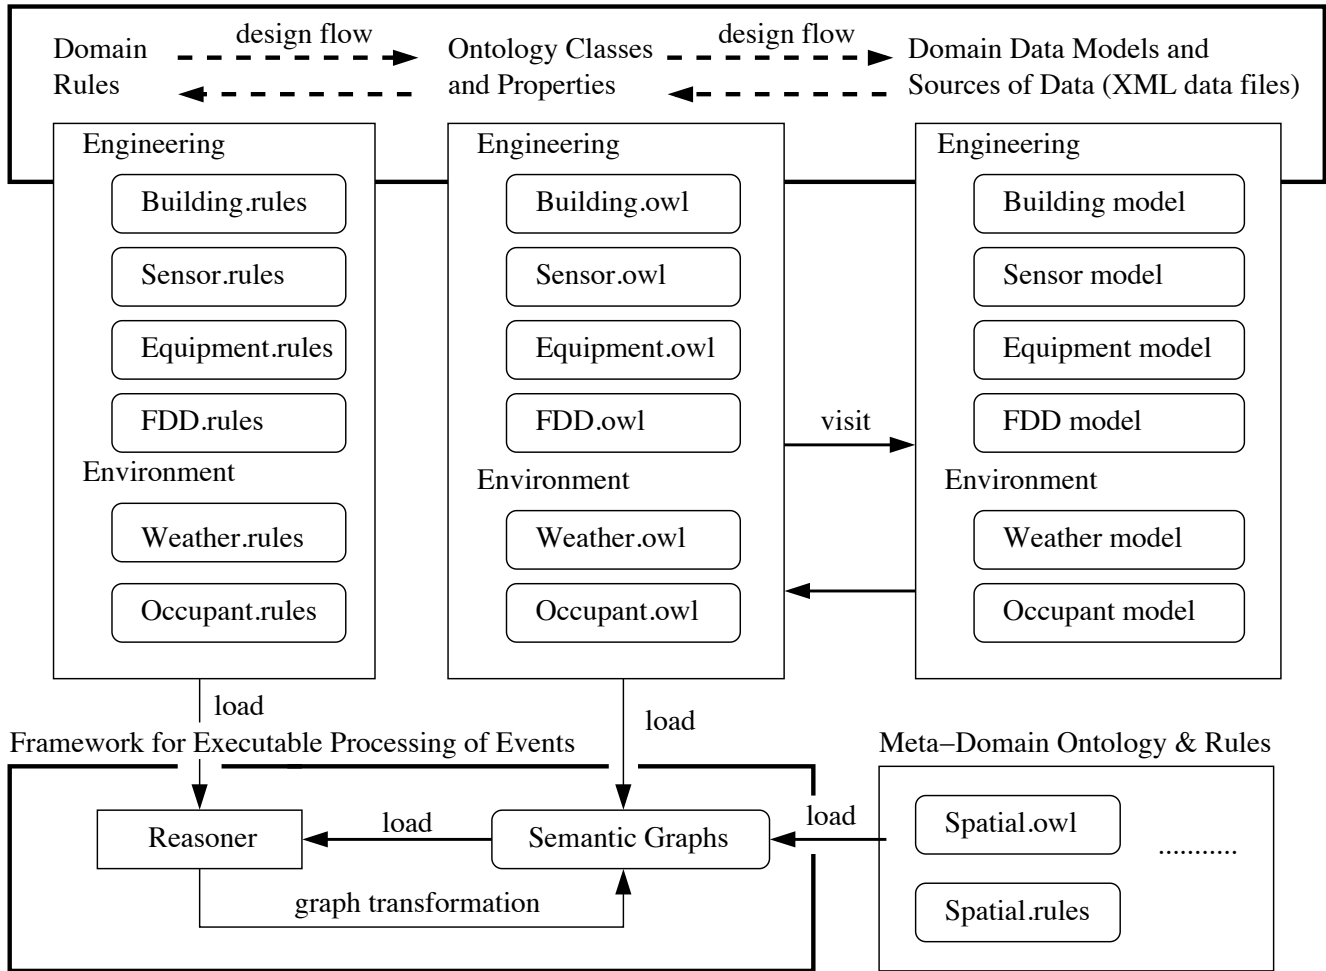 design flow
design flow
Domain
Rules
Ontology Classes
and Properties
Domain Data Models and
Sources of Data (XML data files)
Engineering
Building.rules
Sensor.rules
Equipment.rules
FDD.rules
Environment
Weather.rules
Occupant.rules
Engineering
Building.owl
Sensor.owl
Equipment.owl
FDD.owl
Environment
Weather.owl
Occupant.owl
visit
Engineering
Building model
Sensor model
Equipment model
FDD model
Environment
Weather model
Occupant model
load
load
Framework for Executable Processing of Events
Reasoner
load
Semantic Graphs
graph transformation
load
Meta–Domain Ontology & Rules
Spatial.owl
...........
Spatial.rules